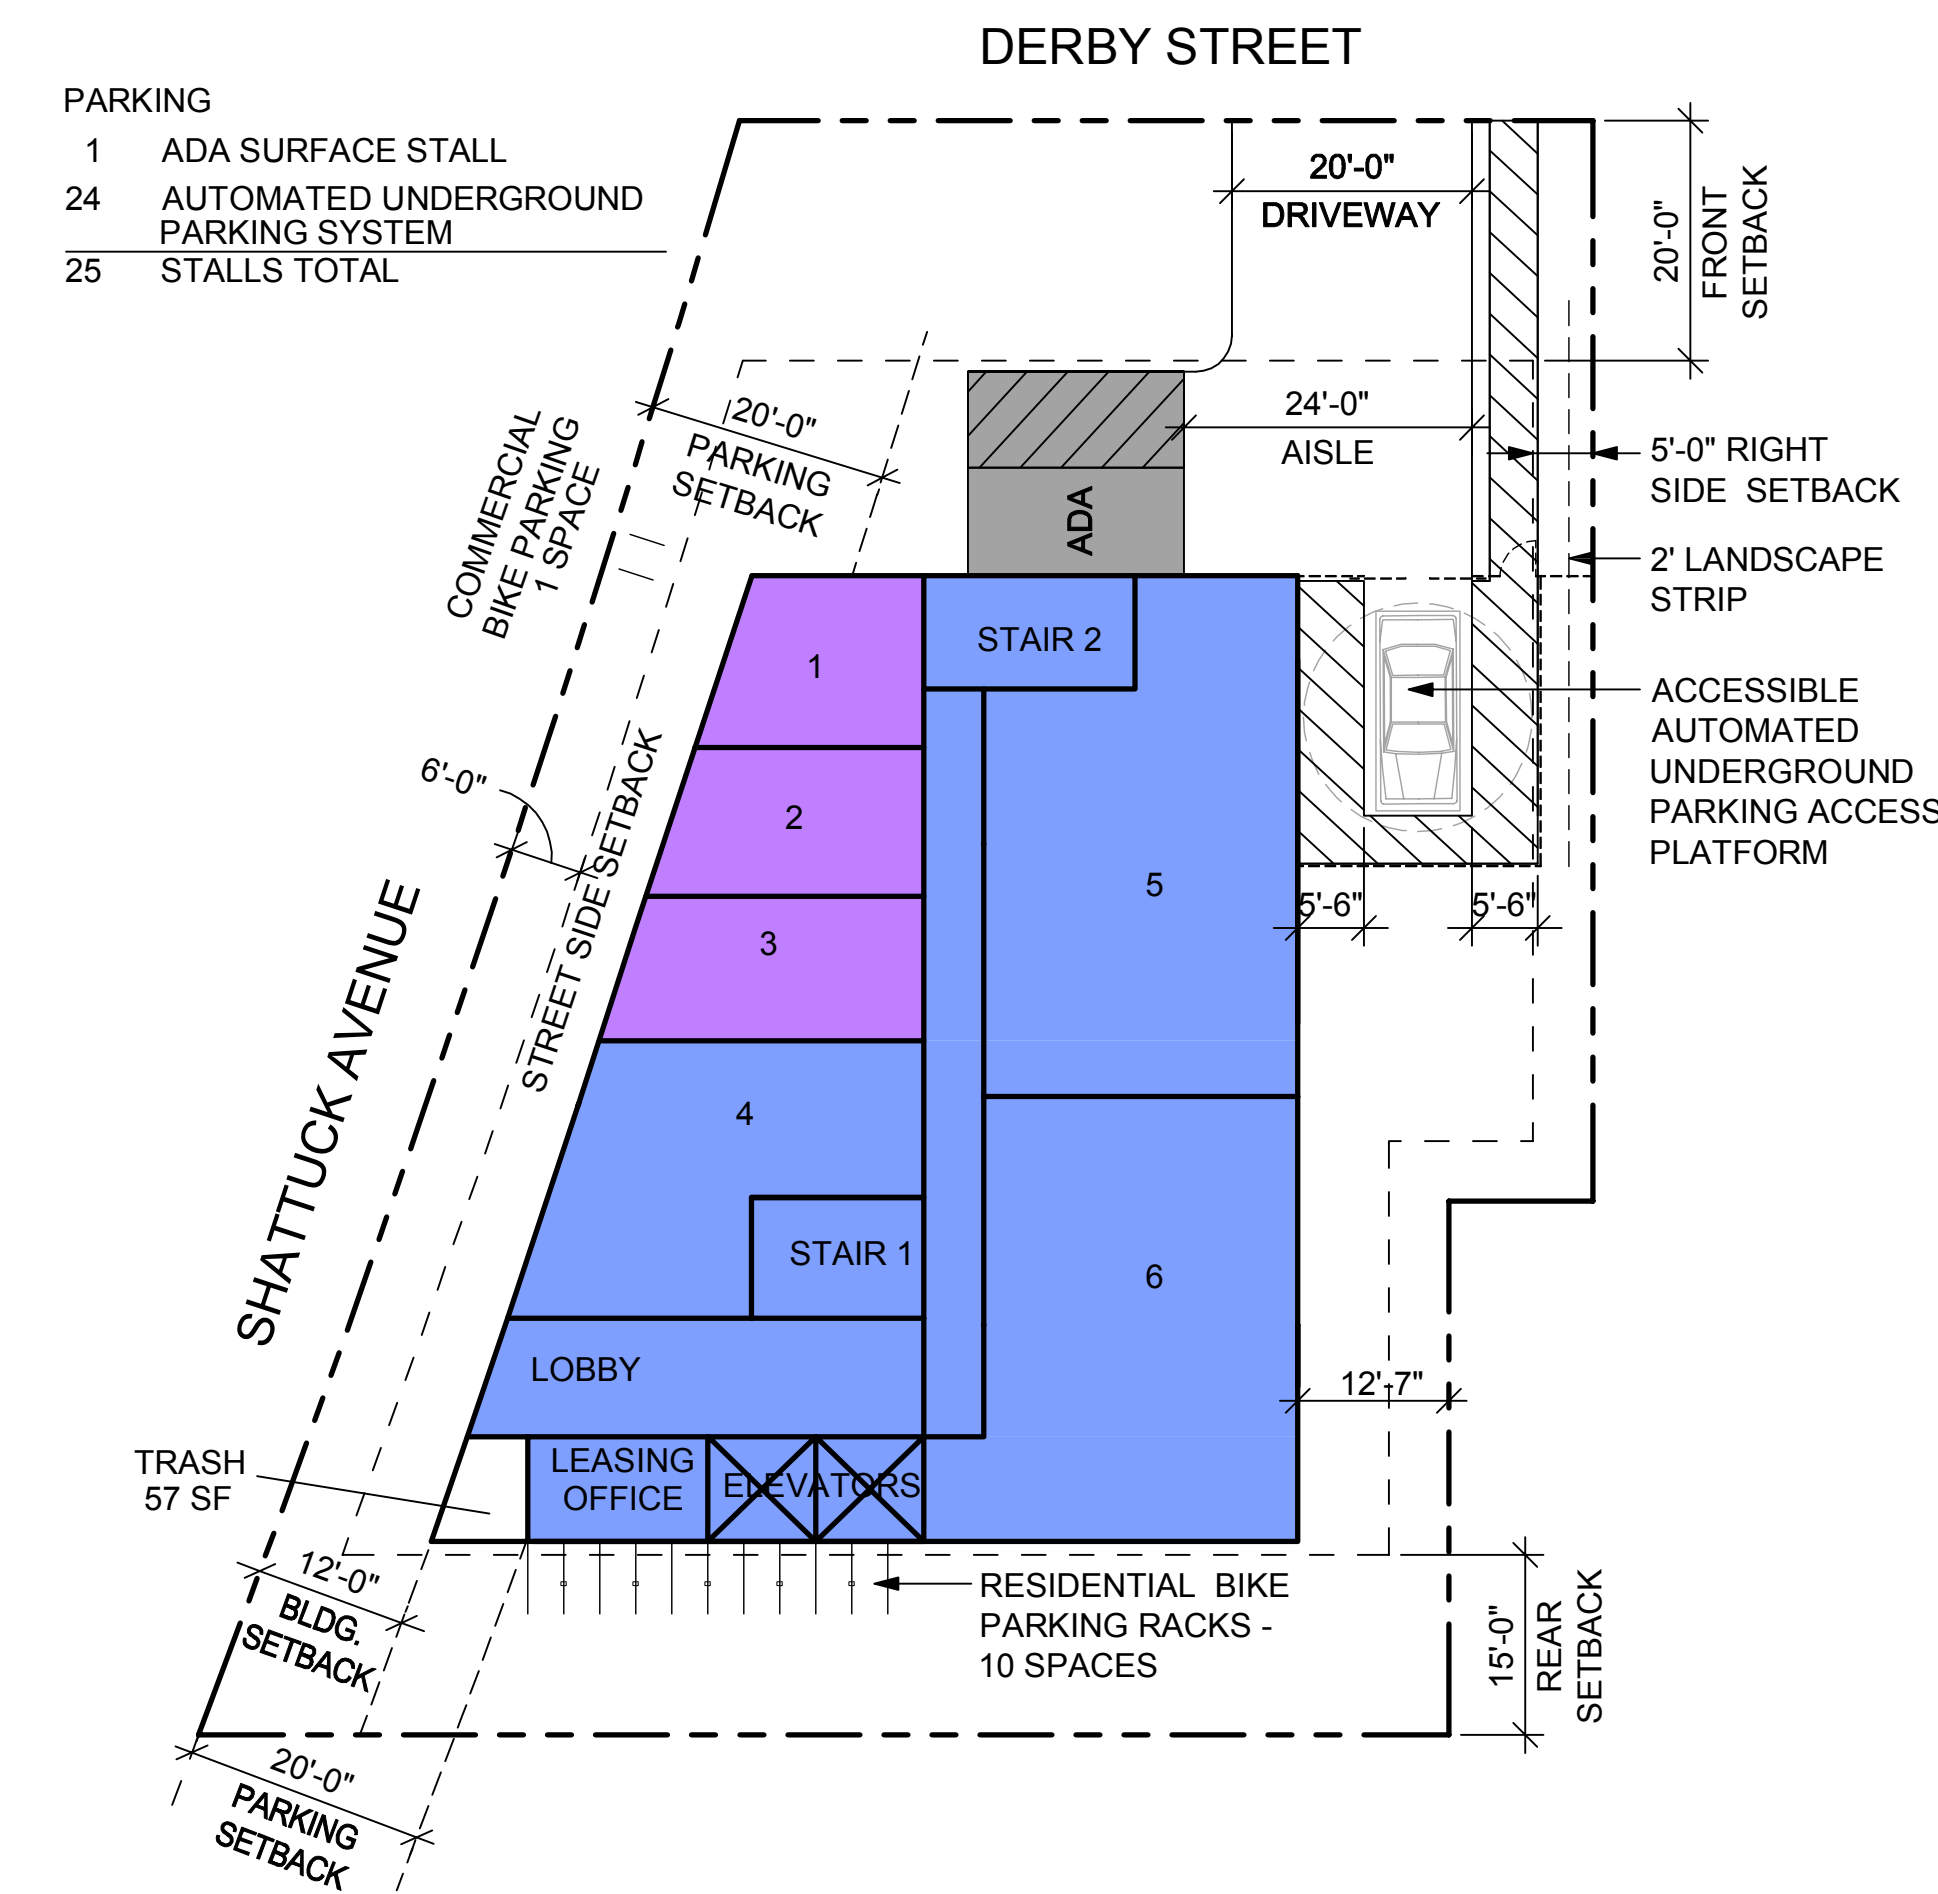 DERBY STREET
PARKING
1 ADA SURFACE STALL
24 AUTOMATED UNDERGROUND
PARKING SYSTEM
25 STALLS TOTAL
20'-0"
DRIVEWAY
20'-0"
FRONT
SETBACK
COMMERCIAL
BIKE PARKING
1 SPACE
20'-0"
PARKING
SETBACK
24'-0"
AISLE
ADA
5'-0" RIGHT
SIDE SETBACK
2' LANDSCAPE
STRIP
ACCESSIBLE
AUTOMATED
UNDERGROUND
PARKING ACCESS
PLATFORM
STAIR 2
1
2
3
4
5
6
6'-0"
STREET SIDE SETBACK
SHATTUCK AVENUE
5'-6"
5'-6"
STAIR 1
LOBBY
12'-7"
LEASING
OFFICE
ELEVATORS
TRASH
57 SF
12'-0"
BLDG.
SETBACK
RESIDENTIAL BIKE
PARKING RACKS -
10 SPACES
15'-0"
REAR
SETBACK
20'-0"
PARKING
SETBACK